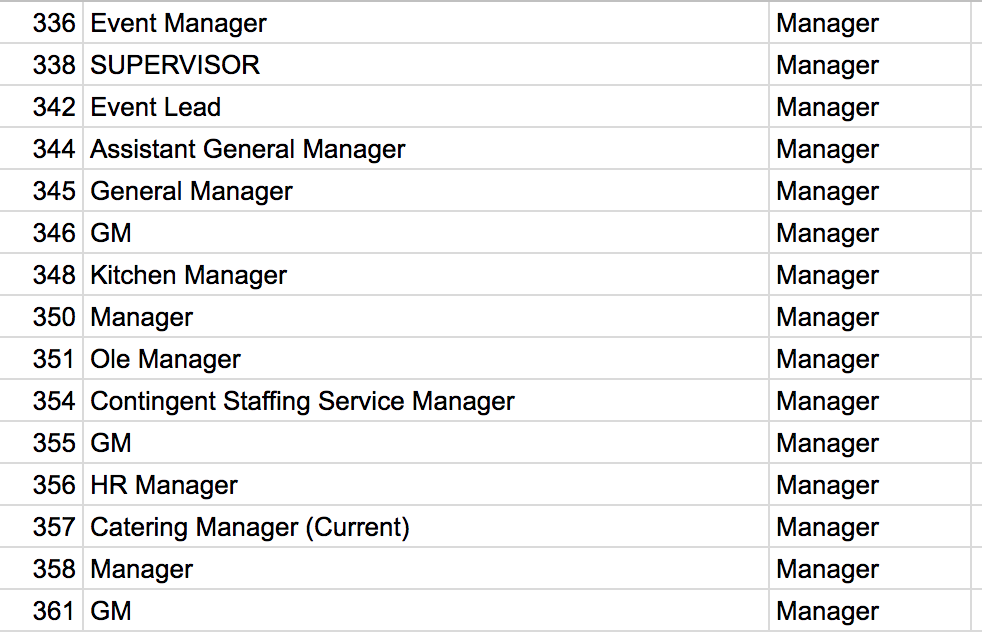 336 Event Manager Manager
338 SUPERVISOR Manager
342 Event Lead Manager
344 Assistant General Manager Manager
345 General Manager Manager
346 GM Manager
348 Kitchen Manager Manager
350 Manager Manager
351 Ole Manager Manager
354 Contingent Staffing Service Manager Manager
355 GM Manager
356 HR Manager Manager
357 Catering Manager (Current) Manager
358 Manager Manager
361 GM Manager